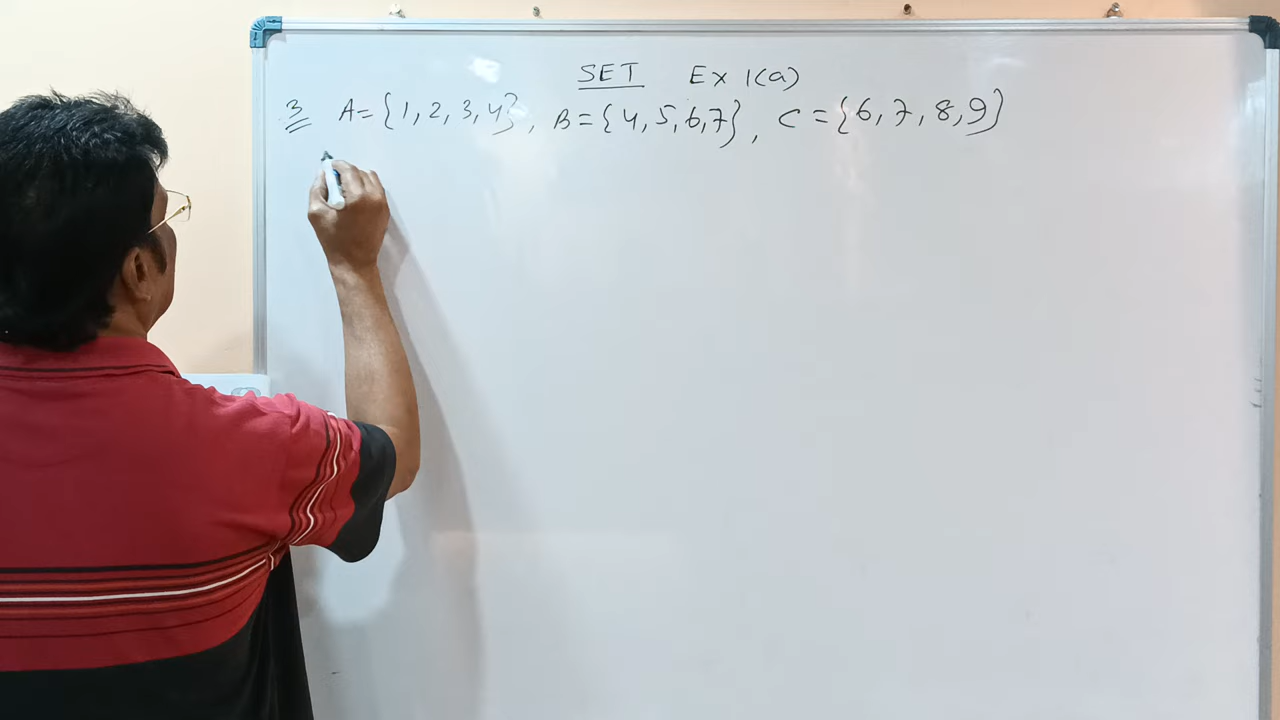 SET Ex 1(a)
3 A={1,2,3,4}, B={4,5,6,7}, C={6,7,8,9}